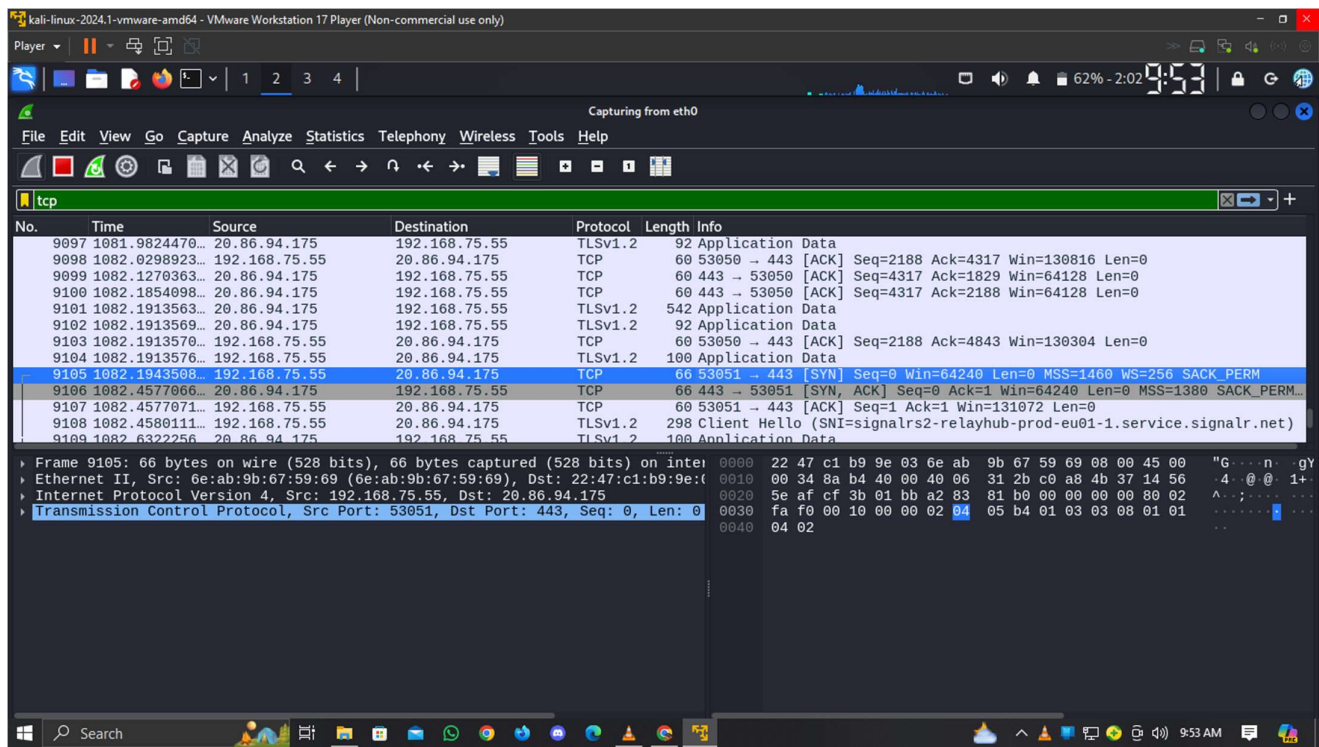 kali-linux-2024.1-vmware-amd64 - VMware Workstation 17 Player (Non-commercial use only)
Player
1 2 3 4
62% - 2:02 9:53
Capturing from eth0
File Edit View Go Capture Analyze Statistics Telephony Wireless Tools Help
tcp
No. Time Source Destination Protocol Length Info
9097 1081.9824470… 20.86.94.175 192.168.75.55 TLSv1.2 92 Application Data
9098 1082.0298923… 192.168.75.55 20.86.94.175 TCP 60 53050 → 443 [ACK] Seq=2188 Ack=4317 Win=130816 Len=0
9099 1082.1270363… 20.86.94.175 192.168.75.55 TCP 60 443 → 53050 [ACK] Seq=4317 Ack=1829 Win=64128 Len=0
9100 1082.1854098… 20.86.94.175 192.168.75.55 TCP 60 443 → 53050 [ACK] Seq=4317 Ack=2188 Win=64128 Len=0
9101 1082.1913563… 20.86.94.175 192.168.75.55 TLSv1.2 542 Application Data
9102 1082.1913569… 20.86.94.175 192.168.75.55 TLSv1.2 92 Application Data
9103 1082.1913570… 192.168.75.55 20.86.94.175 TCP 60 53050 → 443 [ACK] Seq=2188 Ack=4843 Win=130304 Len=0
9104 1082.1913576… 192.168.75.55 20.86.94.175 TLSv1.2 100 Application Data
9105 1082.1943508… 192.168.75.55 20.86.94.175 TCP 66 53051 → 443 [SYN] Seq=0 Win=64240 Len=0 MSS=1460 WS=256 SACK_PERM
9106 1082.4577066… 20.86.94.175 192.168.75.55 TCP 66 443 → 53051 [SYN, ACK] Seq=0 Ack=1 Win=64240 Len=0 MSS=1380 SACK_PERM…
9107 1082.4577071… 192.168.75.55 20.86.94.175 TCP 60 53051 → 443 [ACK] Seq=1 Ack=1 Win=131072 Len=0
9108 1082.4580111… 192.168.75.55 20.86.94.175 TLSv1.2 298 Client Hello (SNI=signalrs2-relayhub-prod-eu01-1.service.signalr.net)
9109 1082.6322256 20.86.94.175 192.168.75.55 TLSv1.2 100 Application Data
Frame 9105: 66 bytes on wire (528 bits), 66 bytes captured (528 bits) on inter
Ethernet II, Src: 6e:ab:9b:67:59:69 (6e:ab:9b:67:59:69), Dst: 22:47:c1:b9:9e:0
Internet Protocol Version 4, Src: 192.168.75.55, Dst: 20.86.94.175
Transmission Control Protocol, Src Port: 53051, Dst Port: 443, Seq: 0, Len: 0
0000 22 47 c1 b9 9e 03 6e ab 9b 67 59 69 08 00 45 00 "G····n· ·gY
0010 00 34 8a b4 40 00 40 06 31 2b c0 a8 4b 37 14 56 ·4··@·@· 1+
0020 5e af cf 3b 01 bb a2 83 81 b0 00 00 00 00 80 02 ^··;···· ···
0030 fa f0 00 10 00 00 02 04 05 b4 01 03 03 08 01 01 ········ ···
0040 04 02 ··
Search
9:53 AM